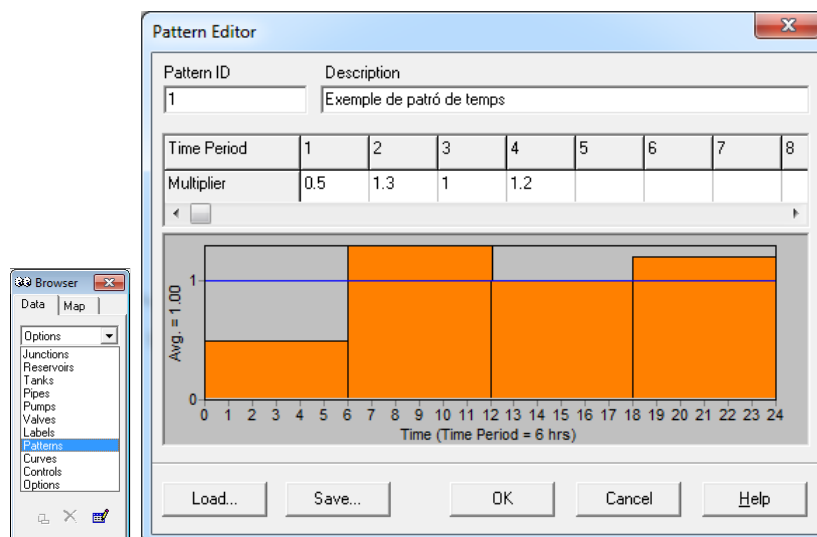 Pattern Editor
Pattern ID Description
1 Exemple de patró de temps
Time Period 1 2 3 4 5 6 7 8
Multiplier 0.5 1.3 1 1.2
Avg. = 1.00
1
0
0 1 2 3 4 5 6 7 8 9 10 11 12 13 14 15 16 17 18 19 20 21 22 23 24
Time (Time Period = 6 hrs)
Load... Save... OK Cancel Help
Browser
Data Map
Options
Junctions
Reservoirs
Tanks
Pipes
Pumps
Valves
Labels
Patterns
Curves
Controls
Options